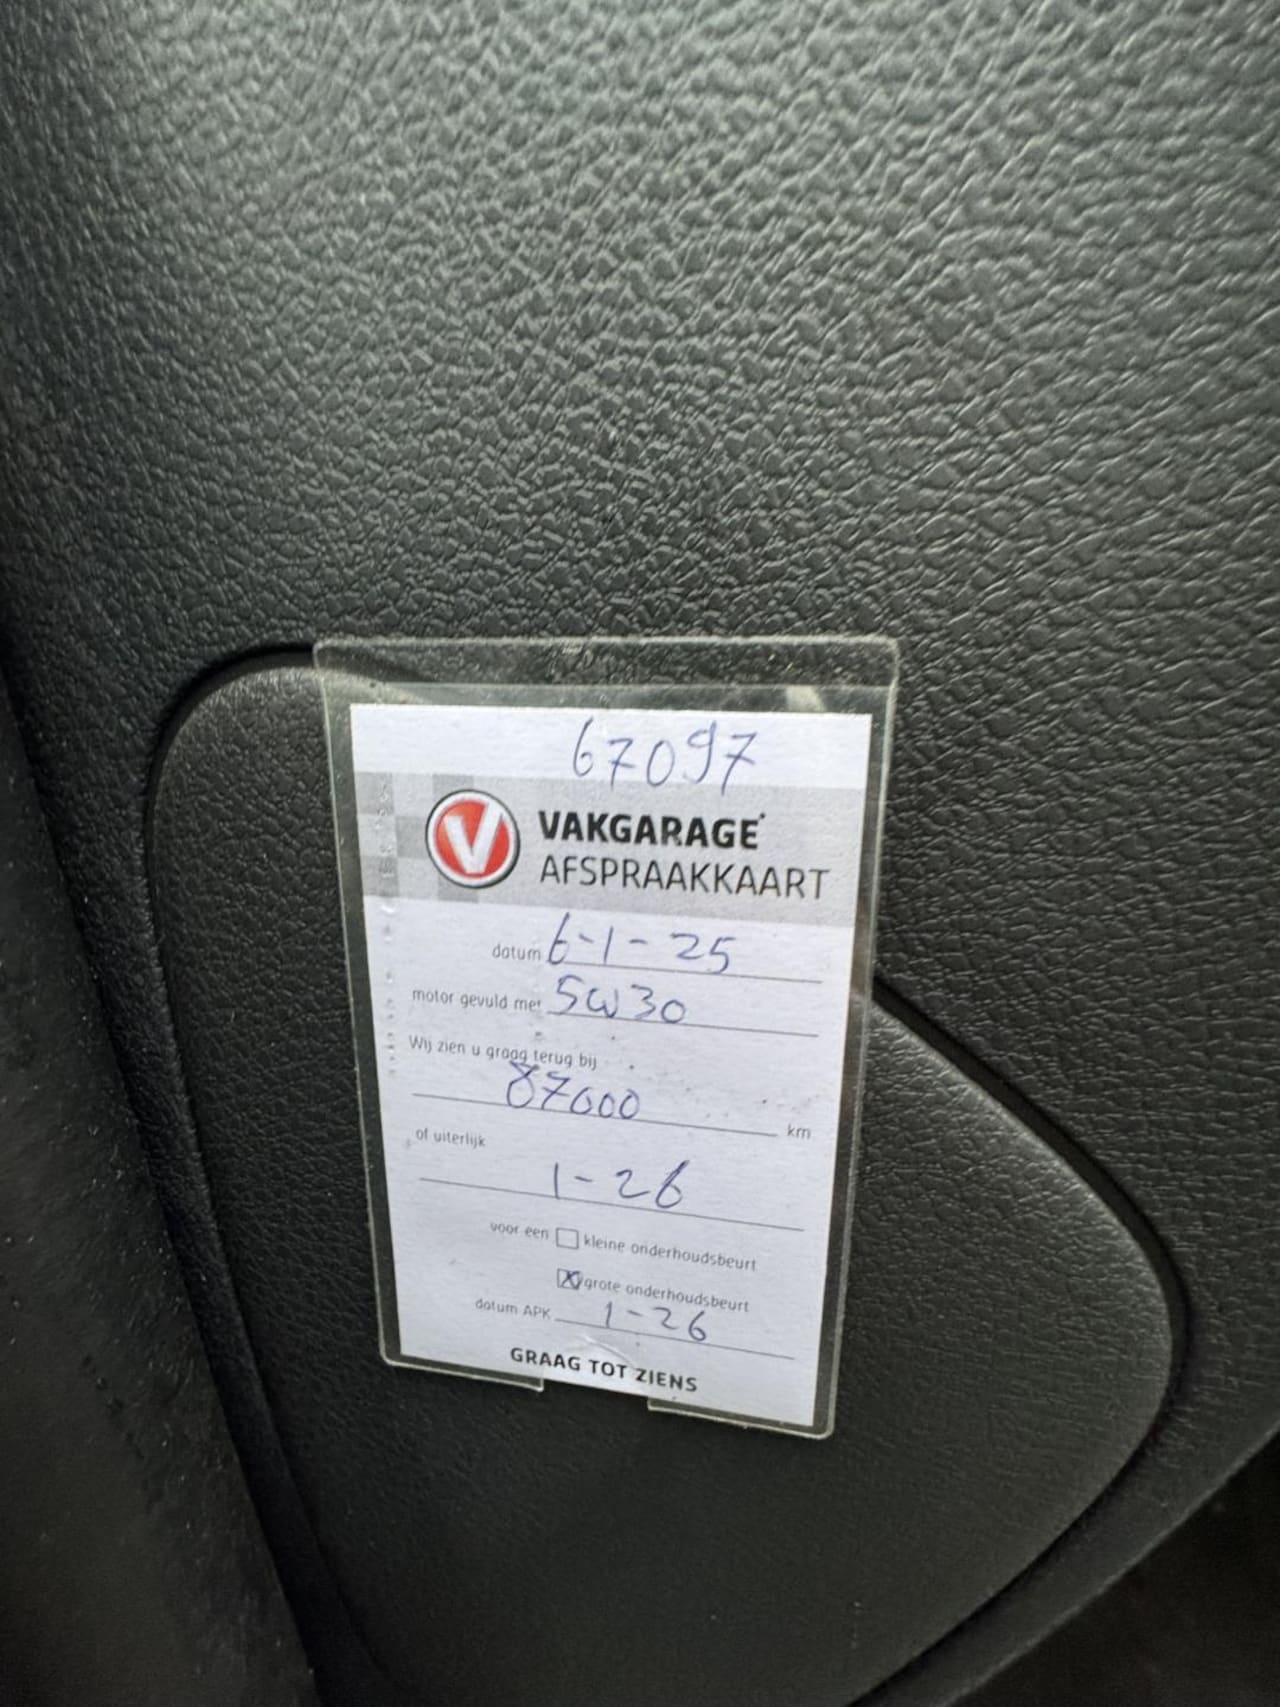 67097
V VAKGARAGE
AFSPRAAKKAART
datum 6-1-25
motor gevuld met 5W30
Wij zien u graag terug bij
87000 km
of uiterlijk
1-26
voor een kleine onderhoudsbeurt
X grote onderhoudsbeurt
datum APK 1-26
GRAAG TOT ZIENS